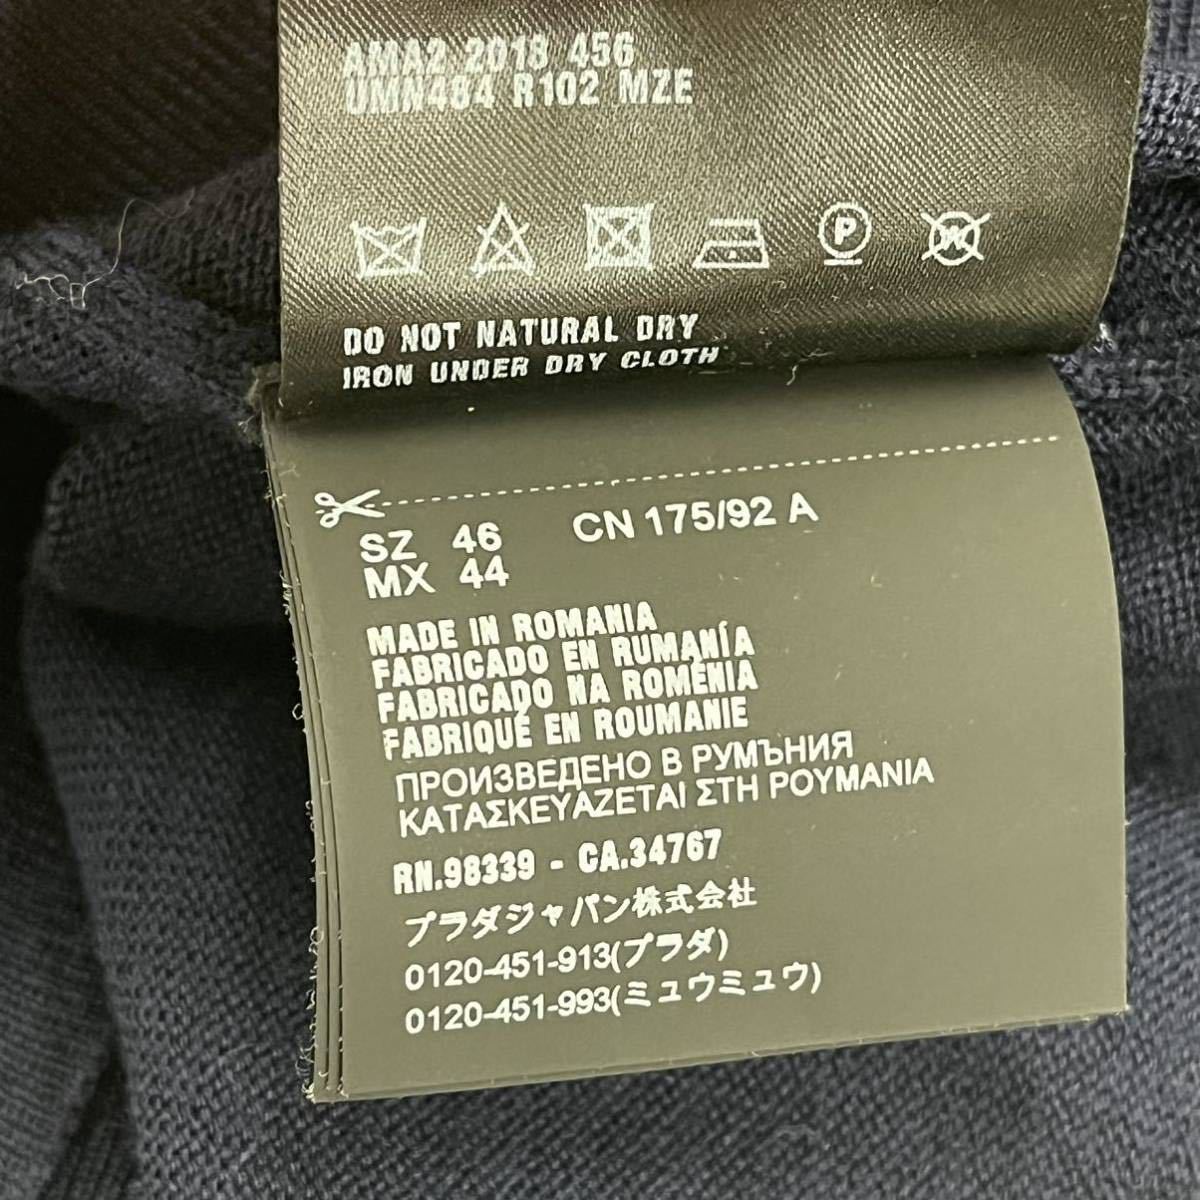 AMA2 2018 456
UMN484 R102 MZE
P
W
DO NOT NATURAL DRY
IRON UNDER DRY CLOTH
SZ 46 CN 175/92 A
MX 44
MADE IN ROMANIA
FABRICADO EN RUMANÍA
FABRICADO NA ROMÉNIA
FABRIQUÉ EN ROUMANIE
ПРОИЗВЕДЕНО В РУМЪНИЯ
ΚΑΤΑΣΚΕΥΑΖΕΤΑΙ ΣΤΗ ΡΟΥΜΑΝΙΑ
RN.98339 - CA.34767
プラダジャパン株式会社
0120-451-913(プラダ)
0120-451-993(ミュウミュウ)